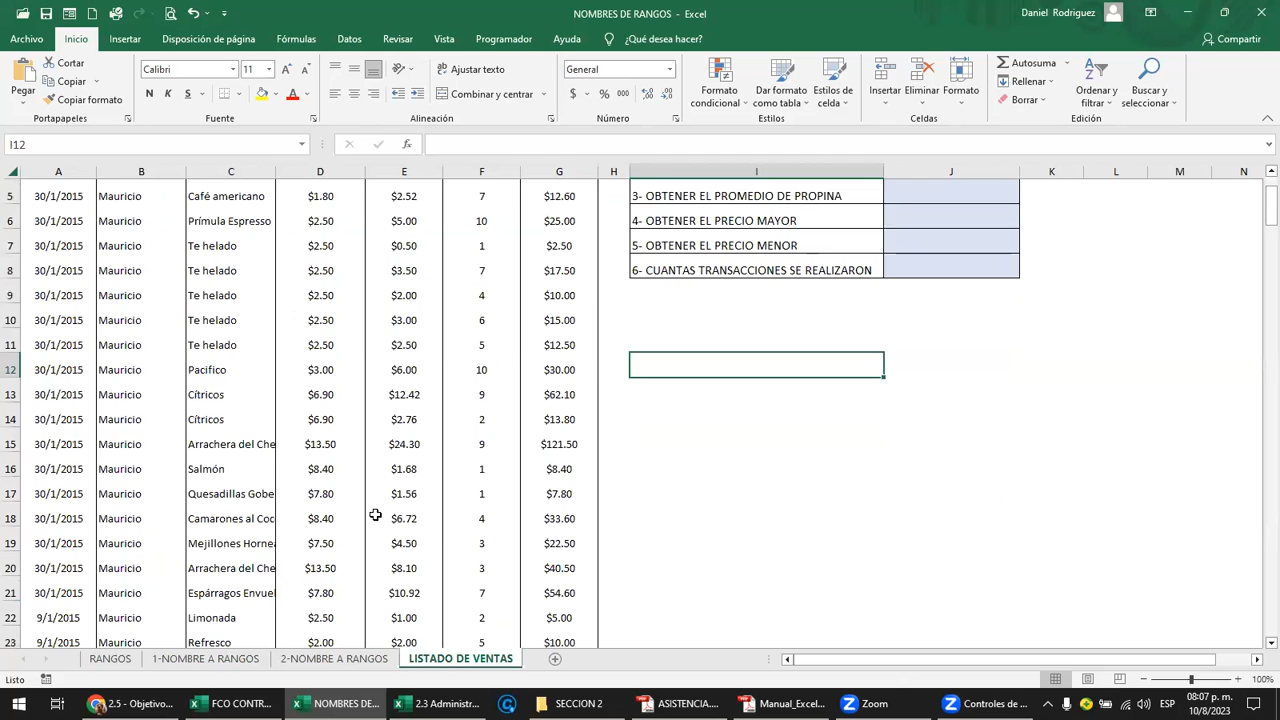 NOMBRES DE RANGOS - Excel
Daniel Rodriguez
Archivo Inicio Insertar Disposición de página Fórmulas Datos Revisar Vista Programador Ayuda ¿Qué desea hacer? Compartir
Pegar
Cortar
Copiar
Copiar formato
Portapapeles
Calibri 11
N K S
Fuente
Ajustar texto
Combinar y centrar
Alineación
General
$ % 000
Número
Formato condicional
Dar formato como tabla
Estilos de celda
Estilos
Insertar
Eliminar
Formato
Celdas
Autosuma
Rellenar
Borrar
Ordenar y filtrar
Buscar y seleccionar
Edición
I12
fx
A B C D E F G H I J K L M N
5 30/1/2015 Mauricio Café americano $1.80 $2.52 7 $12.60 3- OBTENER EL PROMEDIO DE PROPINA
6 30/1/2015 Mauricio Prímula Espresso $2.50 $5.00 10 $25.00 4- OBTENER EL PRECIO MAYOR
7 30/1/2015 Mauricio Te helado $2.50 $0.50 1 $2.50 5- OBTENER EL PRECIO MENOR
8 30/1/2015 Mauricio Te helado $2.50 $3.50 7 $17.50 6- CUANTAS TRANSACCIONES SE REALIZARON
9 30/1/2015 Mauricio Te helado $2.50 $2.00 4 $10.00
10 30/1/2015 Mauricio Te helado $2.50 $3.00 6 $15.00
11 30/1/2015 Mauricio Te helado $2.50 $2.50 5 $12.50
12 30/1/2015 Mauricio Pacifico $3.00 $6.00 10 $30.00
13 30/1/2015 Mauricio Cítricos $6.90 $12.42 9 $62.10
14 30/1/2015 Mauricio Cítricos $6.90 $2.76 2 $13.80
15 30/1/2015 Mauricio Arrachera del Che $13.50 $24.30 9 $121.50
16 30/1/2015 Mauricio Salmón $8.40 $1.68 1 $8.40
17 30/1/2015 Mauricio Quesadillas Gobe $7.80 $1.56 1 $7.80
18 30/1/2015 Mauricio Camarones al Coc $8.40 $6.72 4 $33.60
19 30/1/2015 Mauricio Mejillones Hornea $7.50 $4.50 3 $22.50
20 30/1/2015 Mauricio Arrachera del Che $13.50 $8.10 3 $40.50
21 30/1/2015 Mauricio Espárragos Envuel $7.80 $10.92 7 $54.60
22 9/1/2015 Mauricio Limonada $2.50 $1.00 2 $5.00
23 9/1/2015 Mauricio Refresco $2.00 $2.00 5 $10.00
RANGOS 1-NOMBRE A RANGOS 2-NOMBRE A RANGOS LISTADO DE VENTAS
Listo
100%
2.5 - Objetivo... FCO CONTR... NOMBRES DE... 2.3 Administr... SECCION 2 ASISTENCIA.... Manual_Excel... Zoom Controles de ... ESP
08:07 p. m.
10/8/2023